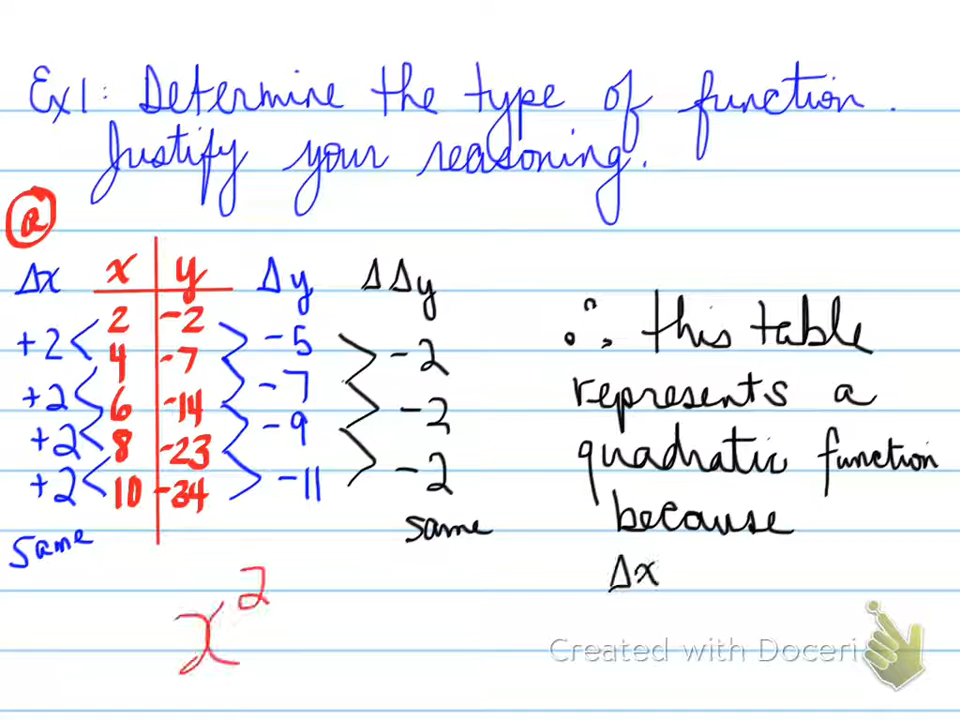 Ex1: Determine the type of function.
Justify your reasoning.
a
Δx x y Δy ΔΔy
2 -2
+2 -5
4 -7 -2
+2 -7
6 -14 -2
+2 -9
8 -23 -2
+2 -11
10 -34
same same
x²
∴ this table
represents a
quadratic function
because
Δx
Created with Doceri